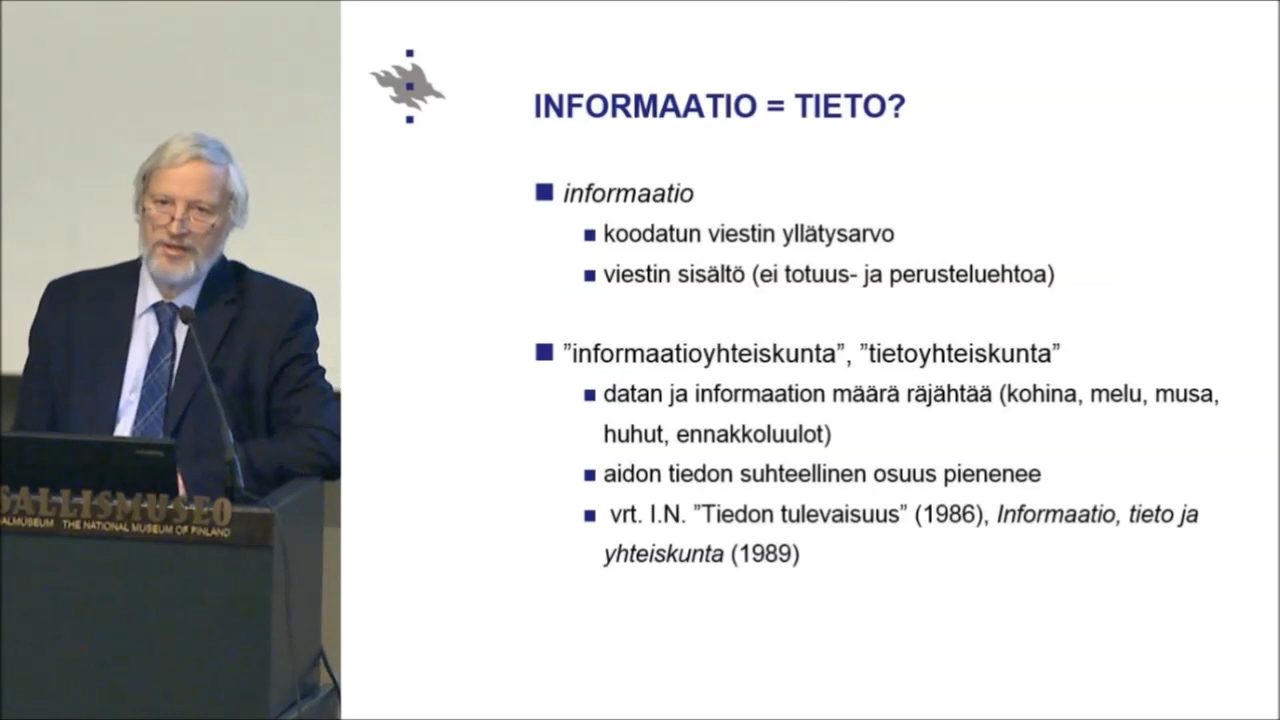 INFORMAATIO = TIETO?
informaatio
koodatun viestin yllätysarvo
viestin sisältö (ei totuus- ja perusteluehtoa)
”informaatioyhteiskunta”, ”tietoyhteiskunta”
datan ja informaation määrä räjähtää (kohina, melu, musa,
huhut, ennakkoluulot)
aidon tiedon suhteellinen osuus pienenee
vrt. I.N. ”Tiedon tulevaisuus” (1986), Informaatio, tieto ja
yhteiskunta (1989)
SALLISMUSEO
ALMUSEUM THE NATIONAL MUSEUM OF FINLAND